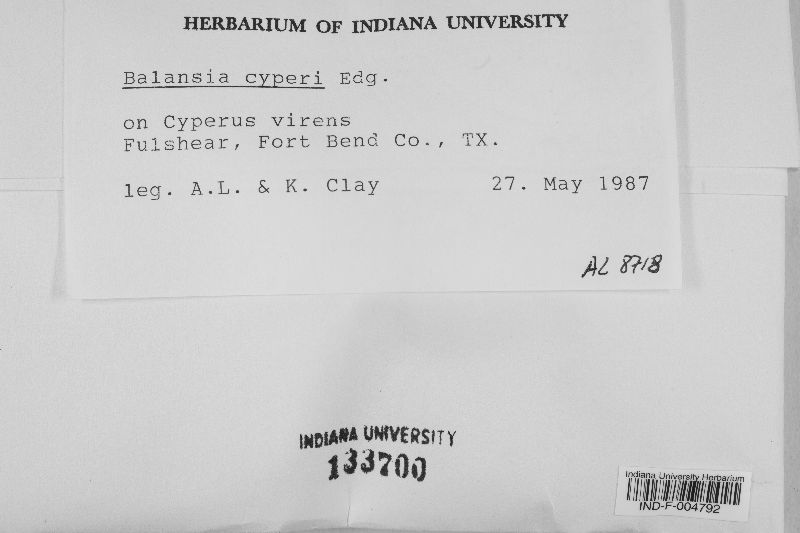 HERBARIUM OF INDIANA UNIVERSITY
Balansia cyperi Edg.
on Cyperus virens
Fulshear, Fort Bend Co., TX.
leg. A.L. & K. Clay 27. May 1987
AL 8718
INDIANA UNIVERSITY
133700
Indiana University Herbarium
IND-F-004792